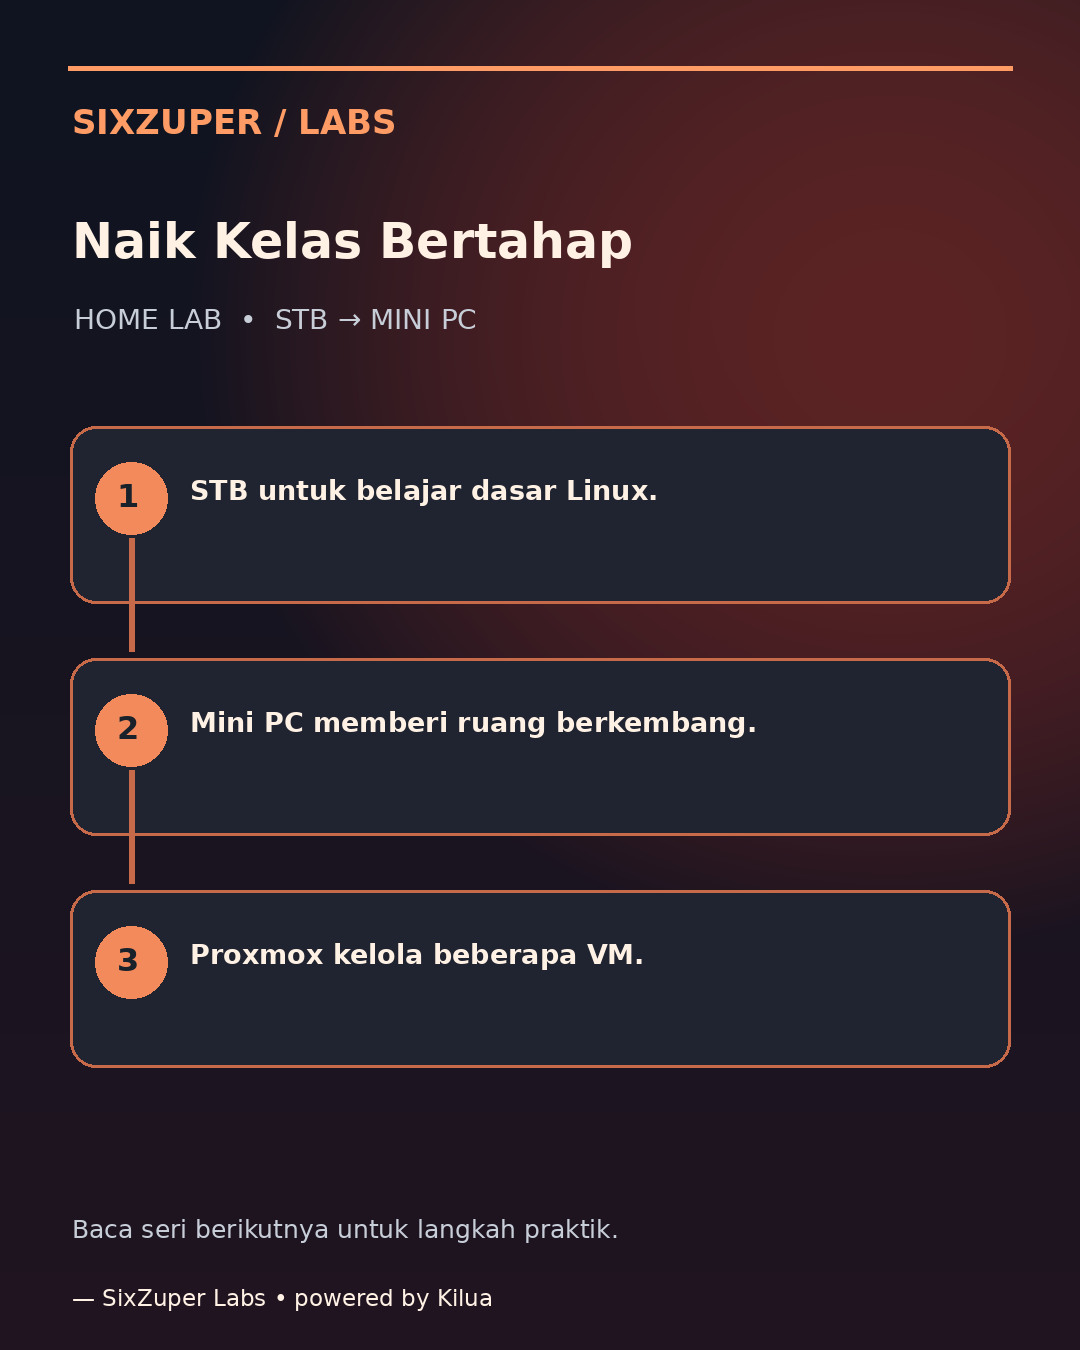 SIXZUPER / LABS
Naik Kelas Bertahap
HOME LAB • STB → MINI PC
1
STB untuk belajar dasar Linux.
2
Mini PC memberi ruang berkembang.
3
Proxmox kelola beberapa VM.
Baca seri berikutnya untuk langkah praktik.
— SixZuper Labs • powered by Kilua